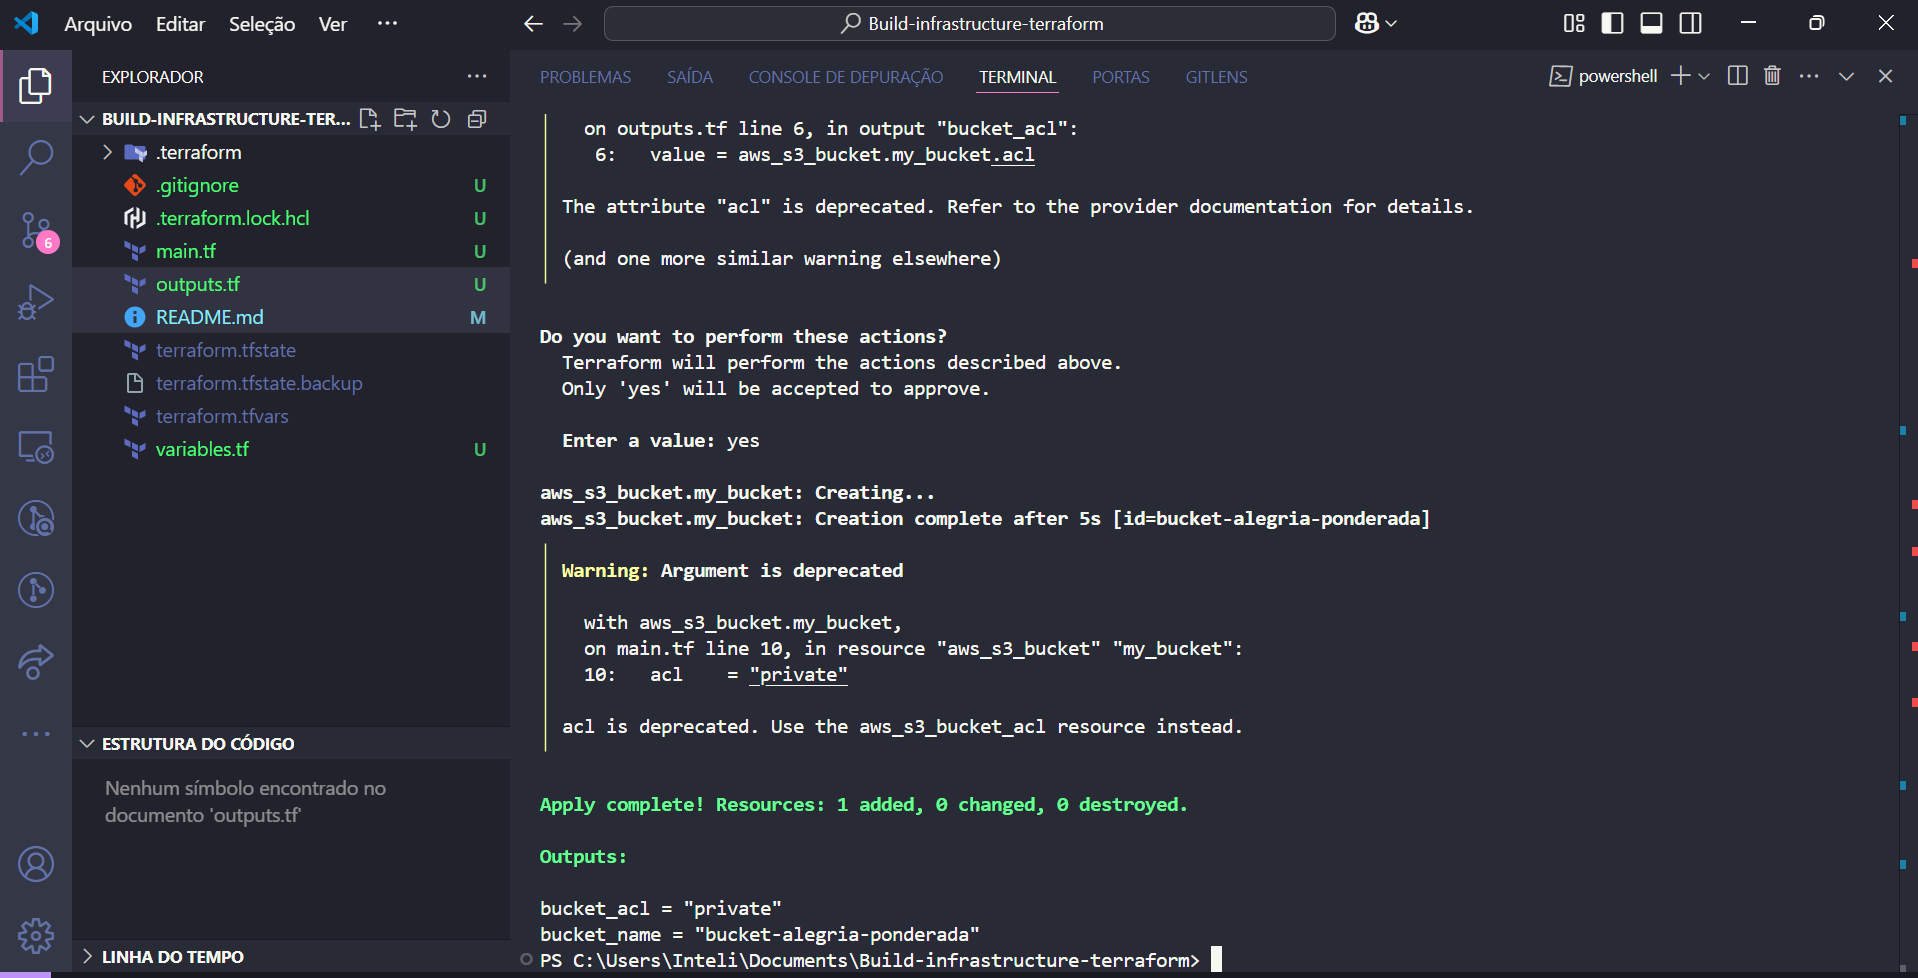 Arquivo Editar Seleção Ver ···
Build-infrastructure-terraform
EXPLORADOR
BUILD-INFRASTRUCTURE-TER...
.terraform
.gitignore U
.terraform.lock.hcl U
main.tf U
outputs.tf U
README.md M
terraform.tfstate
terraform.tfstate.backup
terraform.tfvars
variables.tf U
6
ESTRUTURA DO CÓDIGO
Nenhum símbolo encontrado no
documento 'outputs.tf'
LINHA DO TEMPO
PROBLEMAS SAÍDA CONSOLE DE DEPURAÇÃO TERMINAL PORTAS GITLENS
powershell
on outputs.tf line 6, in output "bucket_acl":
6: value = aws_s3_bucket.my_bucket.acl
The attribute "acl" is deprecated. Refer to the provider documentation for details.
(and one more similar warning elsewhere)
Do you want to perform these actions?
Terraform will perform the actions described above.
Only 'yes' will be accepted to approve.
Enter a value: yes
aws_s3_bucket.my_bucket: Creating...
aws_s3_bucket.my_bucket: Creation complete after 5s [id=bucket-alegria-ponderada]
Warning: Argument is deprecated
with aws_s3_bucket.my_bucket,
on main.tf line 10, in resource "aws_s3_bucket" "my_bucket":
10: acl = "private"
acl is deprecated. Use the aws_s3_bucket_acl resource instead.
Apply complete! Resources: 1 added, 0 changed, 0 destroyed.
Outputs:
bucket_acl = "private"
bucket_name = "bucket-alegria-ponderada"
PS C:\Users\Inteli\Documents\Build-infrastructure-terraform>